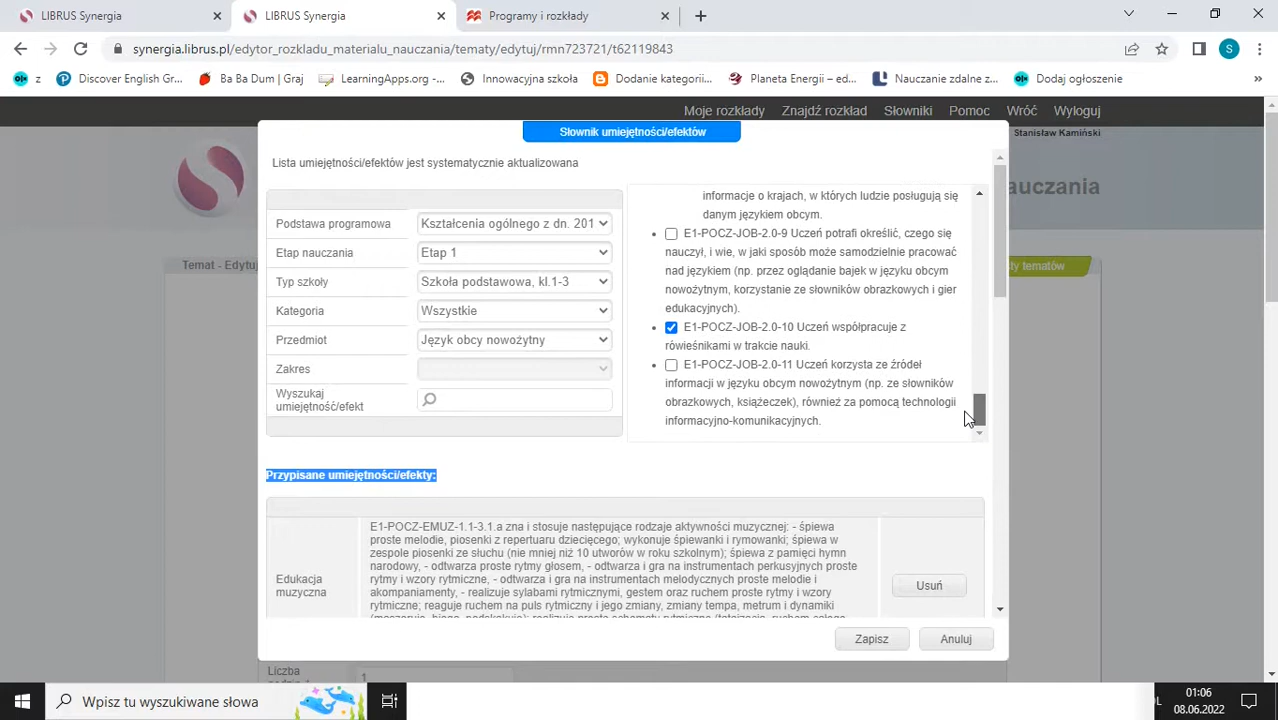 LIBRUS Synergia
LIBRUS Synergia
Programy i rozkłady
synergia.librus.pl/edytor_rozkladu_materialu_nauczania/tematy/edytuj/rmn723721/t62119843
S
z
Discover English Gr...
Ba Ba Dum | Graj
LearningApps.org -...
Innowacyjna szkoła
Dodanie kategorii...
Planeta Energii – ed...
Nauczanie zdalne z...
Dodaj ogłoszenie
»
Moje rozkłady
Znajdź rozkład
Słowniki
Pomoc
Wróć
Wyloguj
Słownik umiejętności/efektów
Stanisław Kamiński
Lista umiejętności/efektów jest systematycznie aktualizowana
auczania
Podstawa programowa
Kształcenia ogólnego z dn. 201
Etap nauczania
Etap 1
Typ szkoły
Szkoła podstawowa, kl.1-3
Kategoria
Wszystkie
Przedmiot
Język obcy nowożytny
Zakres
Wyszukaj
umiejętność/efekt
informacje o krajach, w których ludzie posługują się
danym językiem obcym.
E1-POCZ-JOB-2.0-9 Uczeń potrafi określić, czego się
nauczył, i wie, w jaki sposób może samodzielnie pracować
nad językiem (np. przez oglądanie bajek w języku obcym
nowożytnym, korzystanie ze słowników obrazkowych i gier
edukacyjnych).
E1-POCZ-JOB-2.0-10 Uczeń współpracuje z
rówieśnikami w trakcie nauki.
E1-POCZ-JOB-2.0-11 Uczeń korzysta ze źródeł
informacji w języku obcym nowożytnym (np. ze słowników
obrazkowych, książeczek), również za pomocą technologii
informacyjno-komunikacyjnych.
Temat - Edytuj
sty tematów
Przypisane umiejętności/efekty:
Edukacja
muzyczna
E1-POCZ-EMUZ-1.1-3.1.a zna i stosuje następujące rodzaje aktywności muzycznej: - śpiewa
proste melodie, piosenki z repertuaru dziecięcego; wykonuje śpiewanki i rymowanki; śpiewa w
zespole piosenki ze słuchu (nie mniej niż 10 utworów w roku szkolnym); śpiewa z pamięci hymn
narodowy, - odtwarza proste rytmy głosem, - odtwarza i gra na instrumentach perkusyjnych proste
rytmy i wzory rytmiczne, - odtwarza i gra na instrumentach melodycznych proste melodie i
akompaniamenty, - realizuje sylabami rytmicznymi, gestem oraz ruchem proste rytmy i wzory
rytmiczne; reaguje ruchem na puls rytmiczny i jego zmiany, zmiany tempa, metrum i dynamiki
Usuń
Zapisz
Anuluj
Liczba
1
Wpisz tu wyszukiwane słowa
01:06
08.06.2022